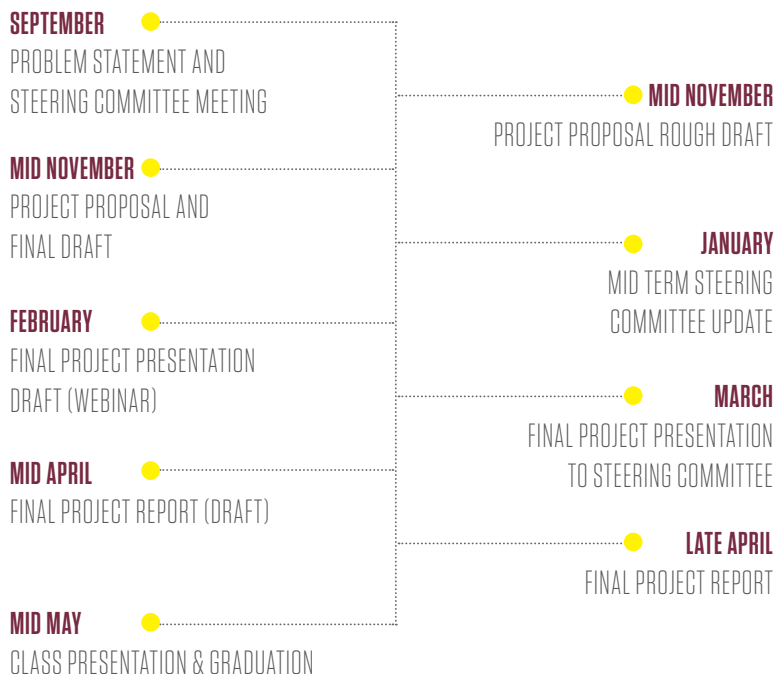 SEPTEMBER
PROBLEM STATEMENT AND
STEERING COMMITTEE MEETING
MID NOVEMBER
PROJECT PROPOSAL ROUGH DRAFT
MID NOVEMBER
PROJECT PROPOSAL AND
FINAL DRAFT
JANUARY
MID TERM STEERING
COMMITTEE UPDATE
FEBRUARY
FINAL PROJECT PRESENTATION
DRAFT (WEBINAR)
MARCH
FINAL PROJECT PRESENTATION
TO STEERING COMMITTEE
MID APRIL
FINAL PROJECT REPORT (DRAFT)
LATE APRIL
FINAL PROJECT REPORT
MID MAY
CLASS PRESENTATION & GRADUATION